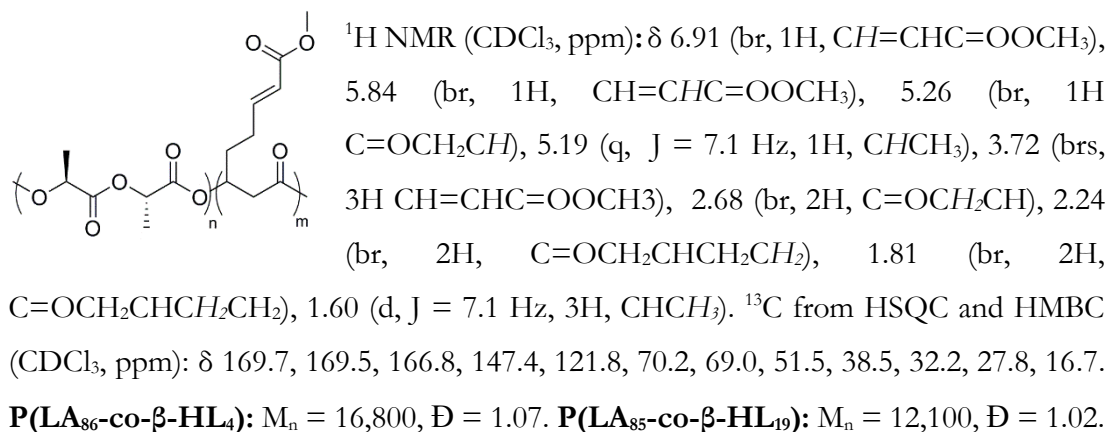 ¹H NMR (CDCl₃, ppm): δ 6.91 (br, 1H, CH=CHC=OOCH₃),
5.84 (br, 1H, CH=CHC=OOCH₃), 5.26 (br, 1H
C=OCH₂CH), 5.19 (q, J = 7.1 Hz, 1H, CHCH₃), 3.72 (brs,
3H CH=CHC=OOCH3), 2.68 (br, 2H, C=OCH₂CH), 2.24
(br, 2H, C=OCH₂CHCH₂CH₂), 1.81 (br, 2H,
C=OCH₂CHCH₂CH₂), 1.60 (d, J = 7.1 Hz, 3H, CHCH₃). ¹³C from HSQC and HMBC
(CDCl₃, ppm): δ 169.7, 169.5, 166.8, 147.4, 121.8, 70.2, 69.0, 51.5, 38.5, 32.2, 27.8, 16.7.
P(LA₈₆-co-β-HL₄): Mₙ = 16,800, Đ = 1.07. P(LA₈₅-co-β-HL₁₉): Mₙ = 12,100, Đ = 1.02.
O
O
O
O
O
O
O
O
n
m